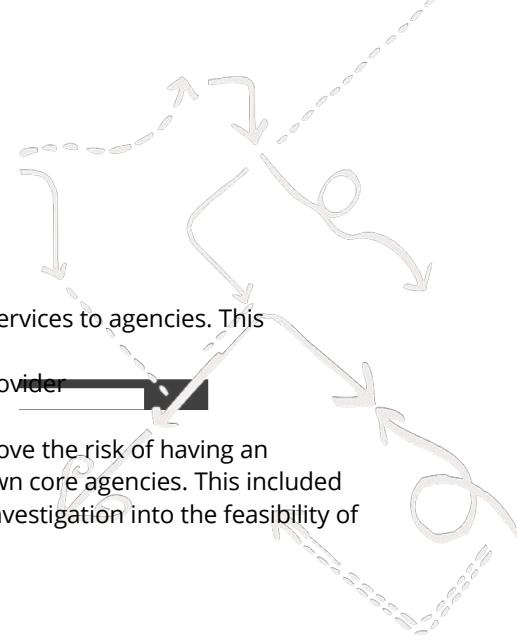 ervices to agencies. This
ovider
ove the risk of having an
wn core agencies. This included
nvestigation into the feasibility of